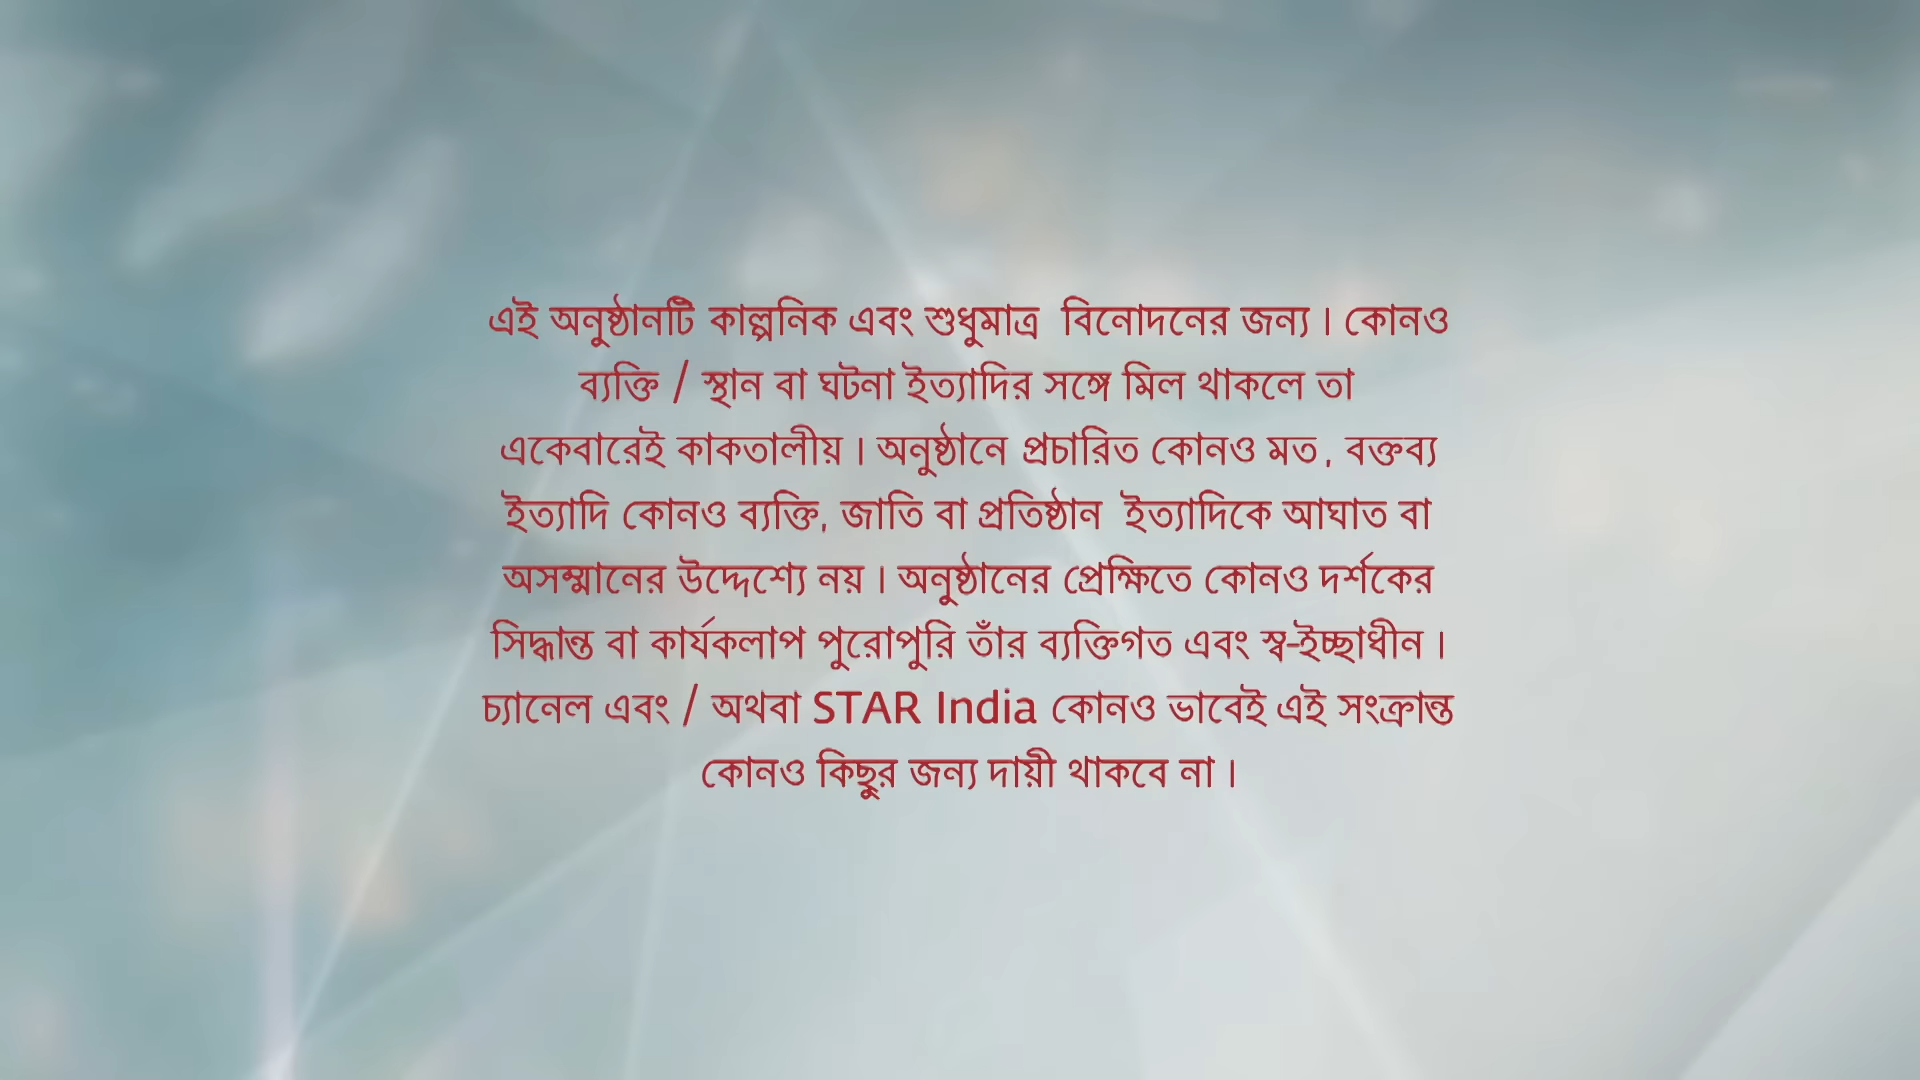 এই অনুষ্ঠানটি কাল্পনিক এবং শুধুমাত্র বিনোদনের জন্য । কোনও
ব্যক্তি / স্থান বা ঘটনা ইত্যাদির সঙ্গে মিল থাকলে তা
একেবারেই কাকতালীয় । অনুষ্ঠানে প্রচারিত কোনও মত , বক্তব্য
ইত্যাদি কোনও ব্যক্তি, জাতি বা প্রতিষ্ঠান ইত্যাদিকে আঘাত বা
অসম্মানের উদ্দেশ্যে নয় । অনুষ্ঠানের প্রেক্ষিতে কোনও দর্শকের
সিদ্ধান্ত বা কার্যকলাপ পুরোপুরি তাঁর ব্যক্তিগত এবং স্ব-ইচ্ছাধীন ।
চ্যানেল এবং / অথবা STAR India কোনও ভাবেই এই সংক্রান্ত
কোনও কিছুর জন্য দায়ী থাকবে না ।